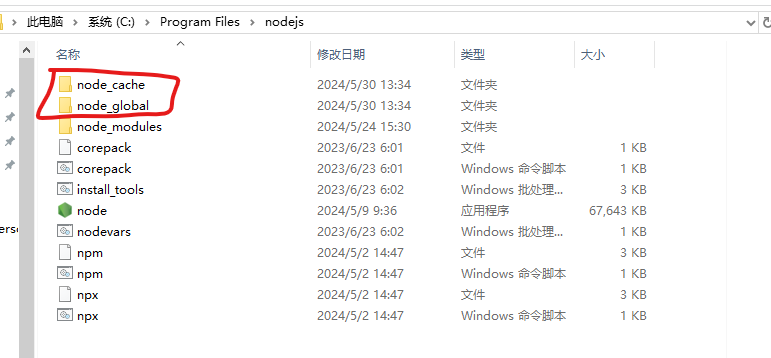 此电脑 › 系统 (C:) › Program Files › nodejs
名称 修改日期 类型 大小
node_cache 2024/5/30 13:34 文件夹
node_global 2024/5/30 13:34 文件夹
node_modules 2024/5/24 15:30 文件夹
corepack 2023/6/23 6:01 文件 1 KB
corepack 2023/6/23 6:01 Windows 命令脚本 1 KB
install_tools 2023/6/23 6:02 Windows 批处理... 3 KB
node 2024/5/9 9:36 应用程序 67,643 KB
nodevars 2023/6/23 6:02 Windows 批处理... 1 KB
npm 2024/5/2 14:47 文件 3 KB
npm 2024/5/2 14:47 Windows 命令脚本 1 KB
npx 2024/5/2 14:47 文件 3 KB
npx 2024/5/2 14:47 Windows 命令脚本 1 KB